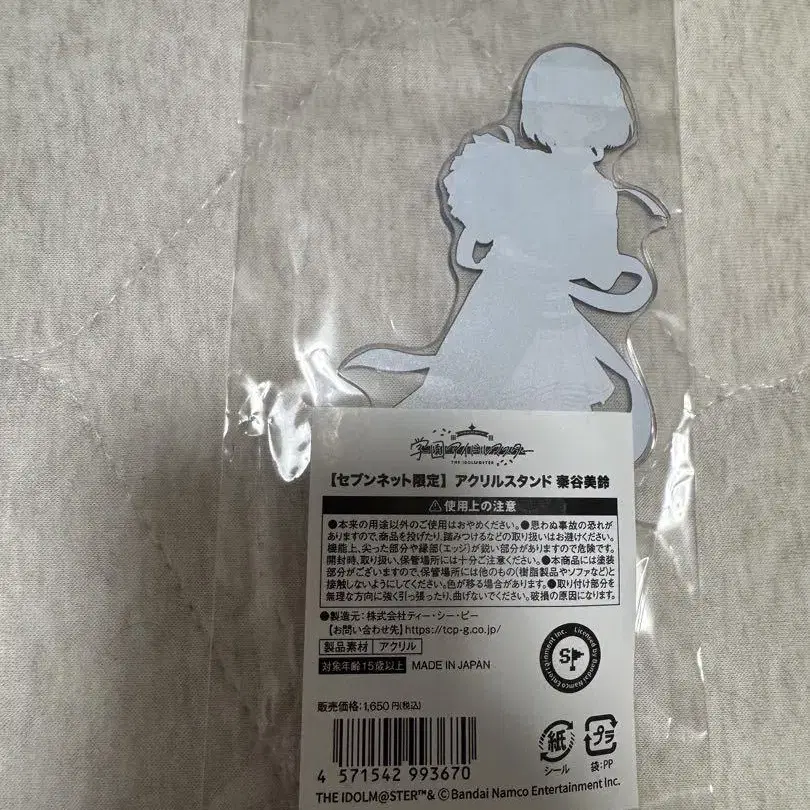 学園アイドルマスター
THE IDOLM@STER
【セブンネット限定】 アクリルスタンド 秦谷美鈴
⚠使用上の注意
●本来の用途以外のご使用はおやめください。●思わぬ事故の恐れが
ありますので、商品を投げたり、踏みつけるなどの取り扱いはお避けください。
機能上、尖った部分や縁部(エッジ)が鋭い部分がありますので危険です。
開封時、取り扱い、保管場所には十分ご注意ください。●本商品には塗装
部分がございますので、保管場所には他のもの(樹脂製品やソファなど)と
接触しないようにしてください。色が移る場合があります。●取り付け部分を
無理な方向に強く引っ張ったり、曲げないでください。破損の原因になります。
●製造元:株式会社ティー・シー・ピー
【お問い合わせ先】https://tcp-g.co.jp/
製品素材 アクリル
対象年齢15歳以上 MADE IN JAPAN
Licensed by Bandai Namco Entertainment Inc.
SP
販売価格:1,650円(税込)
4 571542 993670
紙
シール
プラ
袋:PP
THE IDOLM@STER™& ©Bandai Namco Entertainment Inc.